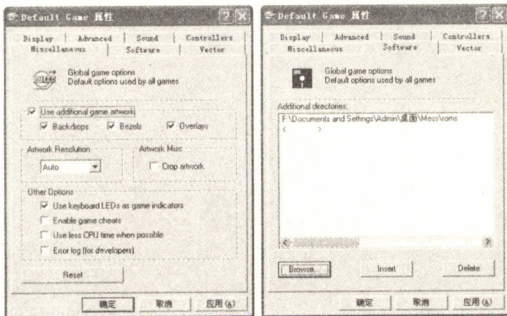 Default Game 属性
Display Advanced Sound Controllers
Miscellaneous Software Vector
Global game options
Default options used by all games
Use additional game artwork
Backdrops Bezels Overlays
Artwork Resolution
Auto
Artwork Misc
Crop artwork
Other Options
Use keyboard LEDs as game indicators
Enable game cheats
Use less CPU time when possible
Error log (for developers)
Reset
确定 取消 应用(A)
Default Game 属性
Display Advanced Sound Controllers
Miscellaneous Software Vector
Global game options
Default options used by all games
Additional directories:
F:\Documents and Settings\Admin\桌面\Mess\roms
< >
Browse... Insert Delete
确定 取消 应用(A)